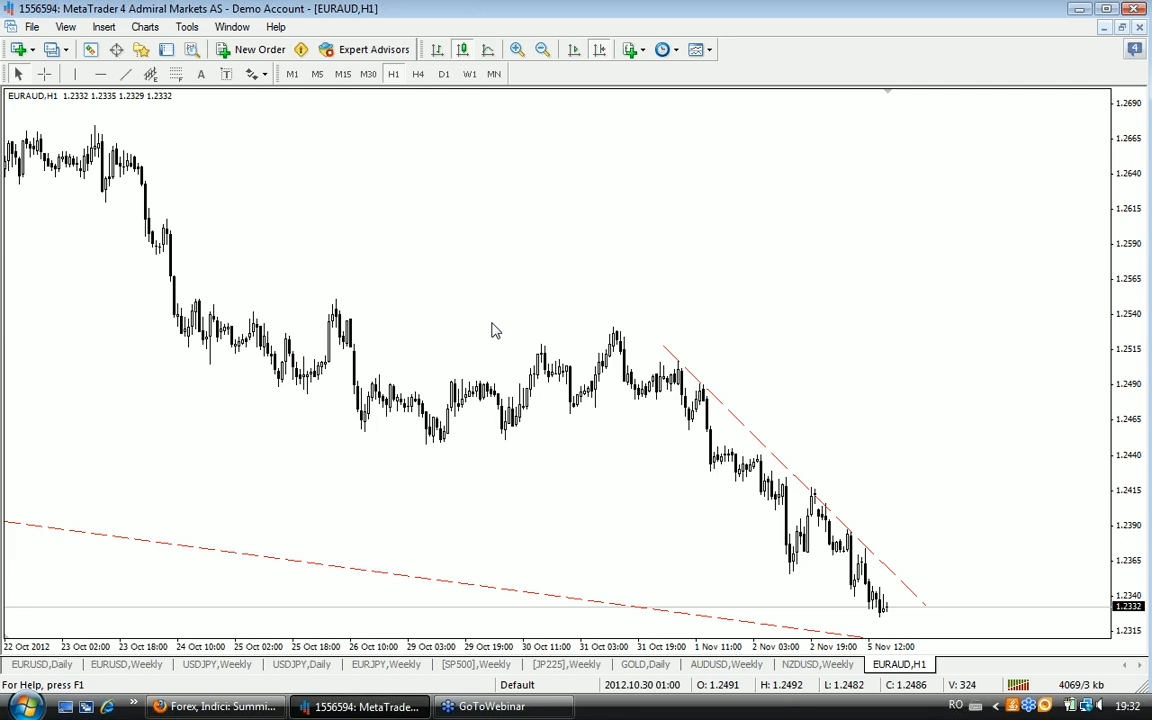 1556594: MetaTrader 4 Admiral Markets AS - Demo Account - [EURAUD,H1]
File View Insert Charts Tools Window Help
New Order Expert Advisors 4
A T M1 M5 M15 M30 H1 H4 D1 W1 MN
EURAUD,H1 1.2332 1.2335 1.2329 1.2332
1.2690
1.2665
1.2640
1.2615
1.2590
1.2565
1.2540
1.2515
1.2490
1.2465
1.2440
1.2415
1.2390
1.2365
1.2340
1.2332
1.2315
22 Oct 2012 23 Oct 02:00 23 Oct 18:00 24 Oct 10:00 25 Oct 02:00 25 Oct 18:00 26 Oct 10:00 29 Oct 03:00 29 Oct 19:00 30 Oct 11:00 31 Oct 03:00 31 Oct 19:00 1 Nov 11:00 2 Nov 03:00 2 Nov 19:00 5 Nov 12:00
EURUSD,Daily EURUSD,Weekly USDJPY,Weekly USDJPY,Daily EURJPY,Weekly [SP500],Weekly [JP225],Weekly GOLD,Daily AUDUSD,Weekly NZDUSD,Weekly EURAUD,H1
For Help, press F1 Default 2012.10.30 01:00 O: 1.2491 H: 1.2492 L: 1.2482 C: 1.2486 V: 324 4069/3 kb
Forex, Indici: Summi... 1556594: MetaTrade... GoToWebinar RO 19:32